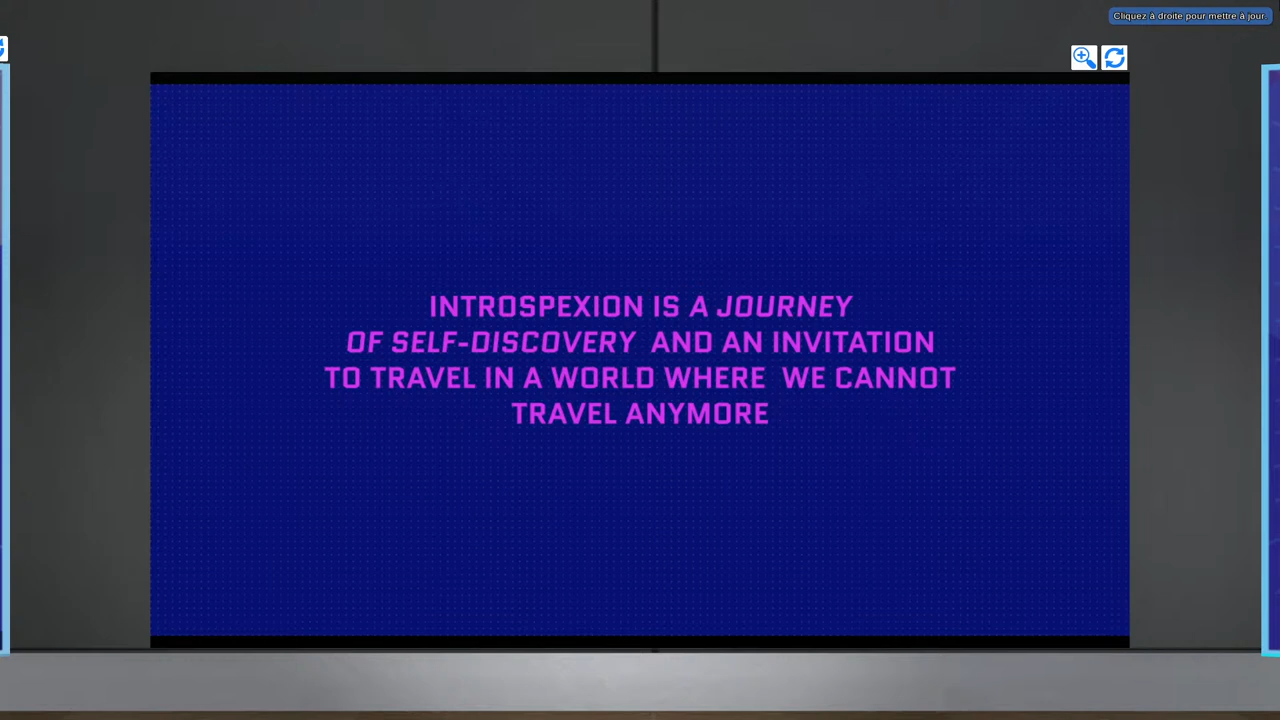 Cliquez à droite pour mettre à jour.
INTROSPEXION IS A JOURNEY
OF SELF-DISCOVERY AND AN INVITATION
TO TRAVEL IN A WORLD WHERE WE CANNOT
TRAVEL ANYMORE